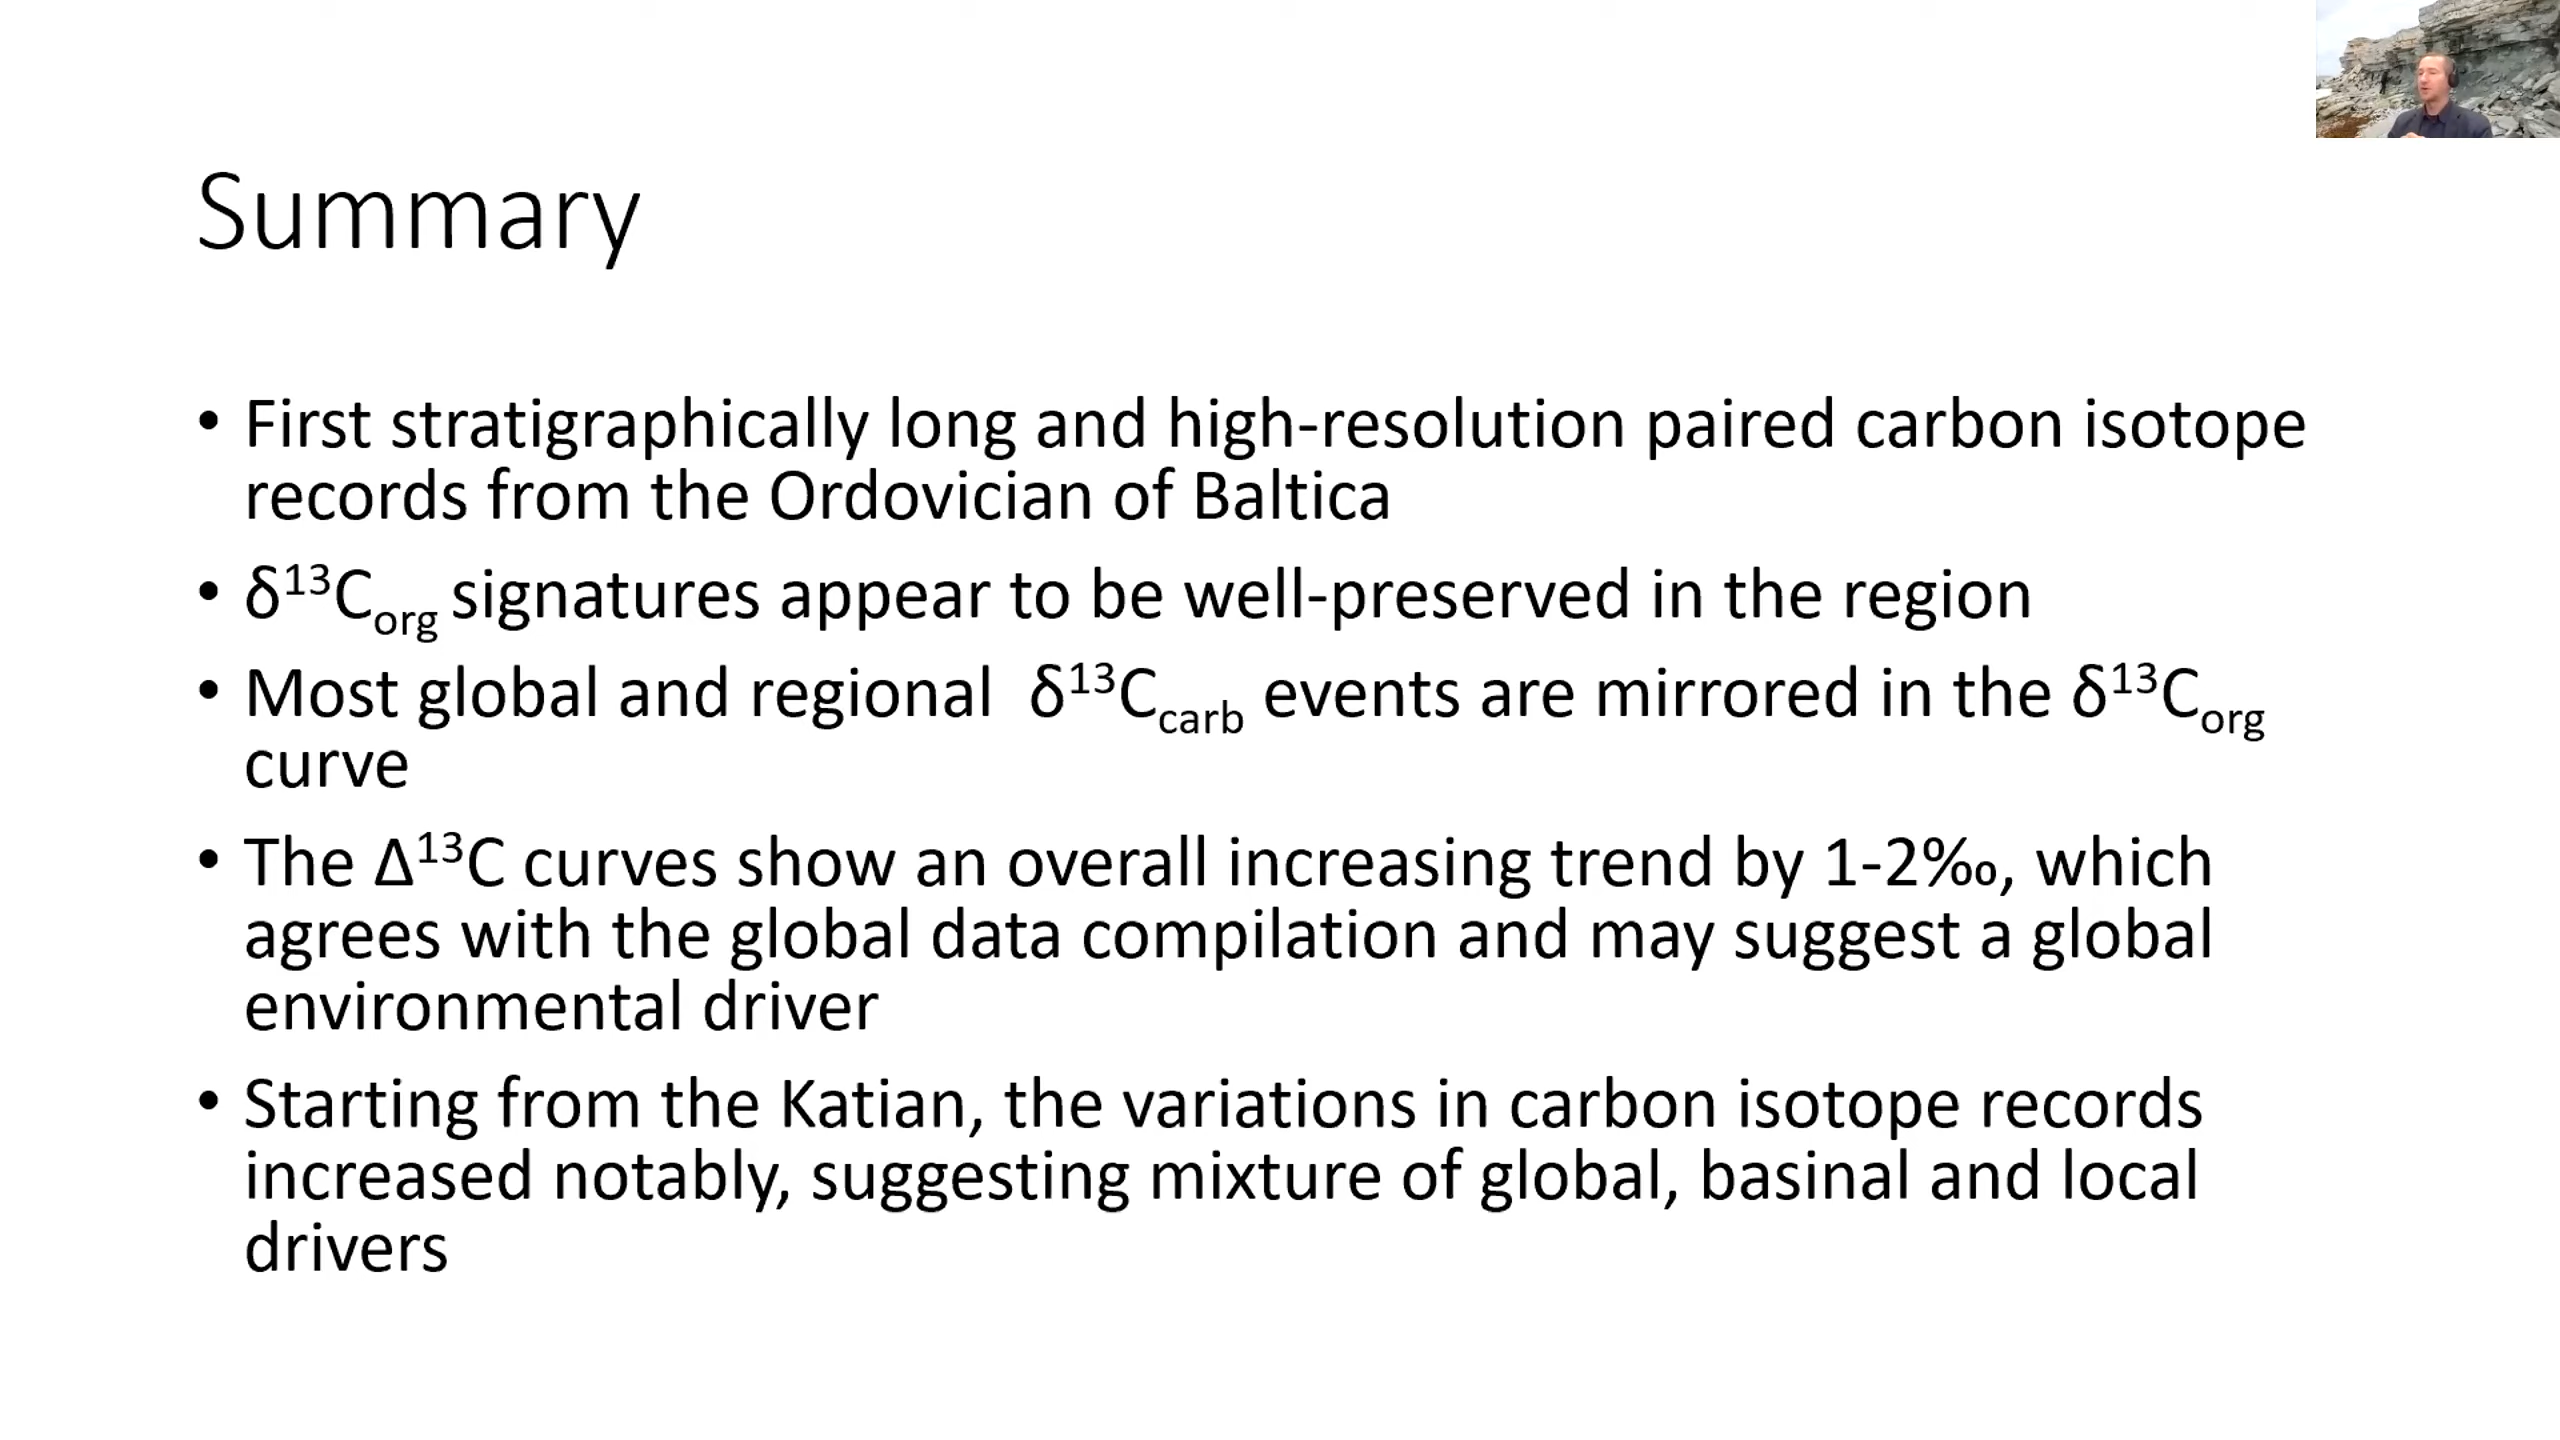 Summary
• First stratigraphically long and high-resolution paired carbon isotope
records from the Ordovician of Baltica
• δ¹³Corg signatures appear to be well-preserved in the region
• Most global and regional  δ¹³Ccarb events are mirrored in the δ¹³Corg
curve
• The Δ¹³C curves show an overall increasing trend by 1-2‰, which
agrees with the global data compilation and may suggest a global
environmental driver
• Starting from the Katian, the variations in carbon isotope records
increased notably, suggesting mixture of global, basinal and local
drivers